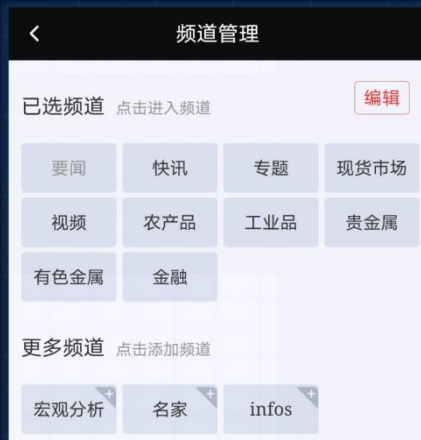 频道管理
已选频道 点击进入频道 编辑
要闻 快讯 专题 现货市场
视频 农产品 工业品 贵金属
有色金属 金融
更多频道 点击添加频道
宏观分析 名家 infos